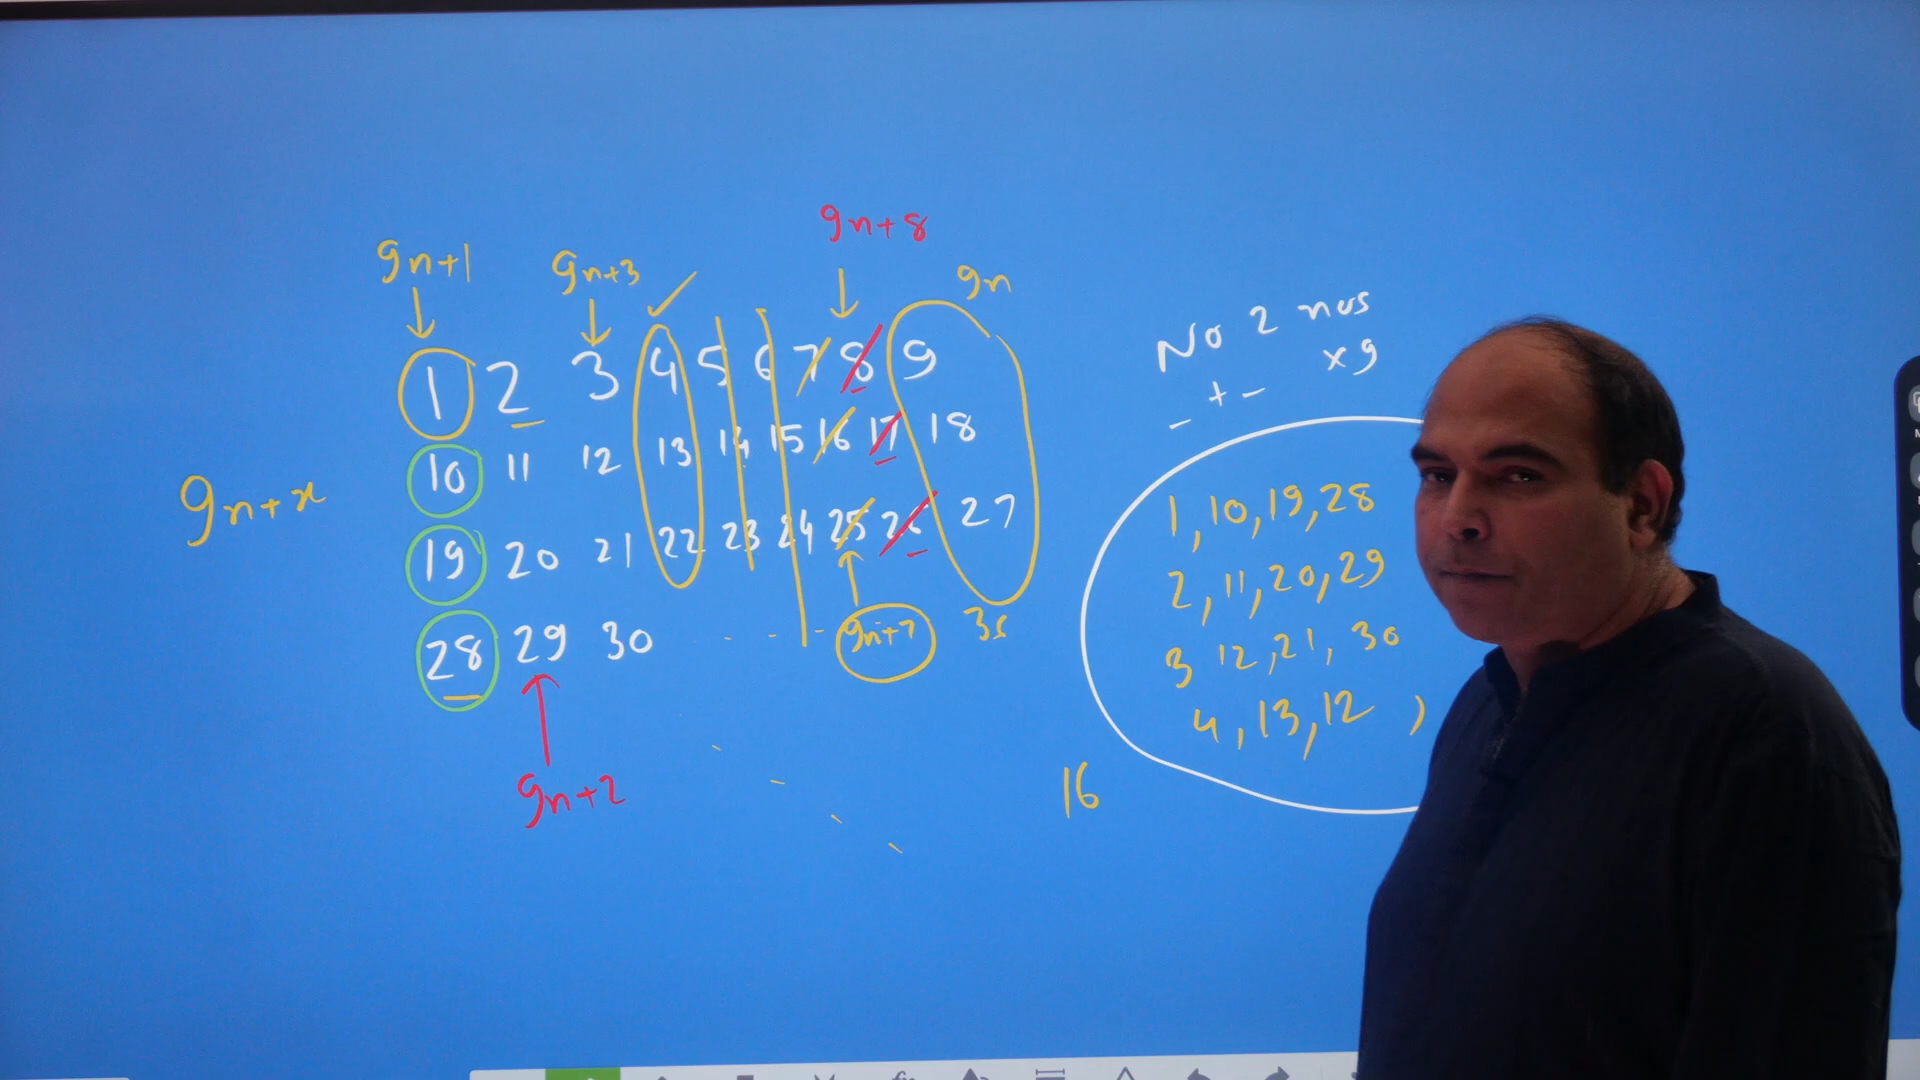 9n+8
9n+1 9n+3 9n
1 2 3 4 5 6 7 8 9
10 11 12 13 14 15 16 17 18
19 20 21 22 23 24 25 26 27
28 29 30 - - - 9n+7
9n+x
9n+2
No 2 nos
x9
- + -
1, 10, 19, 28
2, 11, 20, 29
3 12, 21, 30
4, 13, 12 ,
16